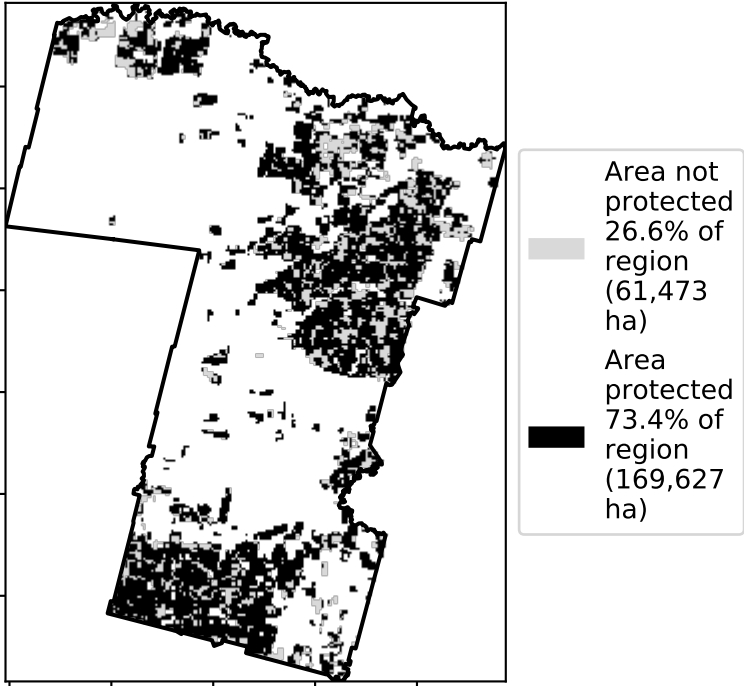 Area not
protected
26.6% of
region
(61,473
ha)
Area
protected
73.4% of
region
(169,627
ha)